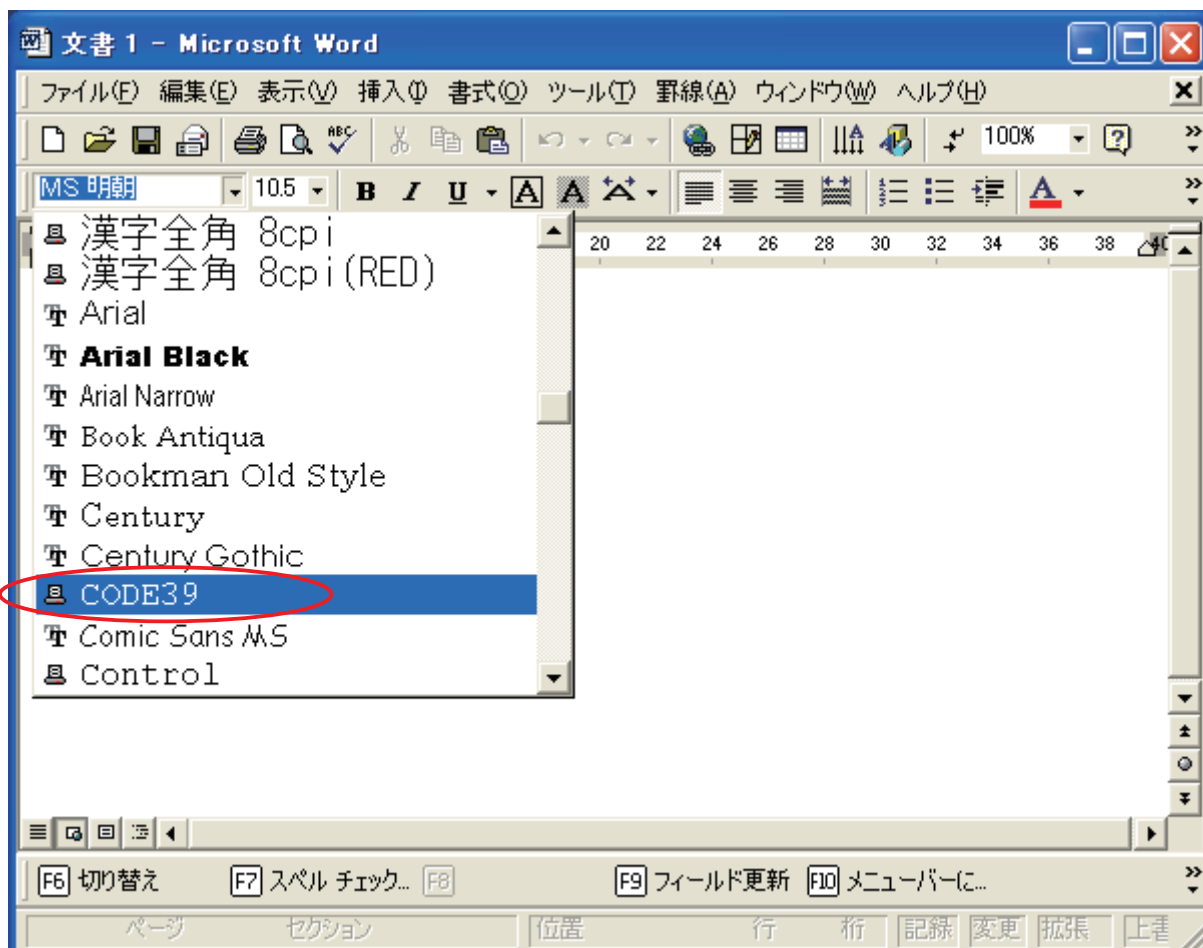 文書 1 - Microsoft Word
ファイル(F) 編集(E) 表示(V) 挿入(I) 書式(O) ツール(T) 罫線(A) ウィンドウ(W) ヘルプ(H)
ABC 100%
MS 明朝 10.5 B I U A A A A
漢字全角 8cpi
20 22 24 26 28 30 32 34 36 38 40
漢字全角 8cpi(RED)
Arial
Arial Black
Arial Narrow
Book Antiqua
Bookman Old Style
Century
Century Gothic
CODE39
Comic Sans MS
Control
F6 切り替え F7 スペル チェック... F8 F9 フィールド更新 F10 メニューバーに...
ページ セクション 位置 行 桁 記録 変更 拡張 上書